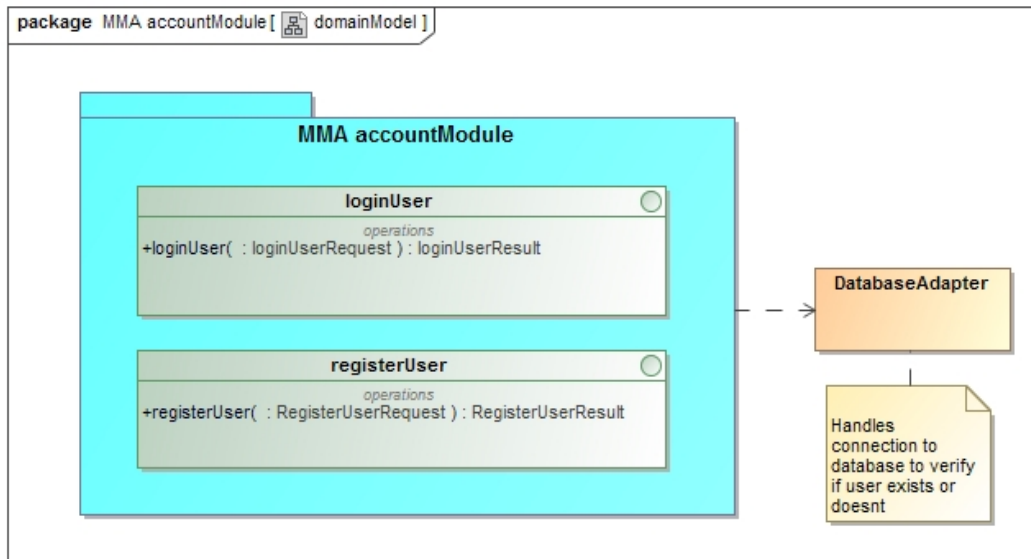 package MMA accountModule [ domainModel ]
MMA accountModule
loginUser
operations
+loginUser( : loginUserRequest ) : loginUserResult
registerUser
operations
+registerUser( : RegisterUserRequest ) : RegisterUserResult
DatabaseAdapter
Handles
connection to
database to verify
if user exists or
doesnt